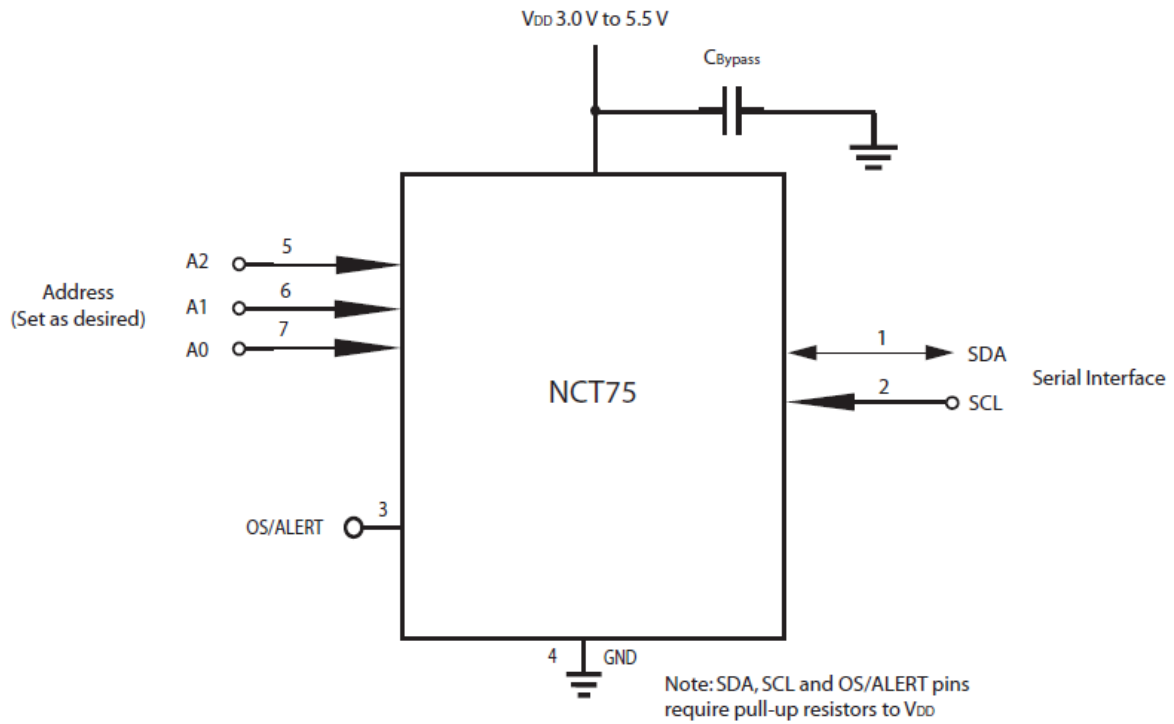 VDD 3.0 V to 5.5 V
CBypass
A2
5
Address
(Set as desired)
A1
6
A0
7
NCT75
1
SDA
Serial Interface
2
SCL
OS/ALERT
3
4
GND
Note: SDA, SCL and OS/ALERT pins
require pull-up resistors to VDD